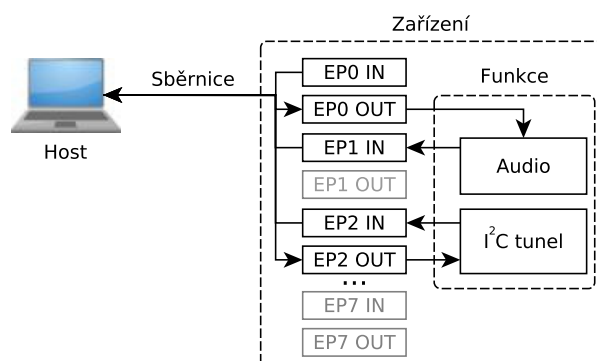 Zařízení
Sběrnice
Host
EP0 IN
EP0 OUT
EP1 IN
EP1 OUT
EP2 IN
EP2 OUT
...
EP7 IN
EP7 OUT
Funkce
Audio
I²C tunel